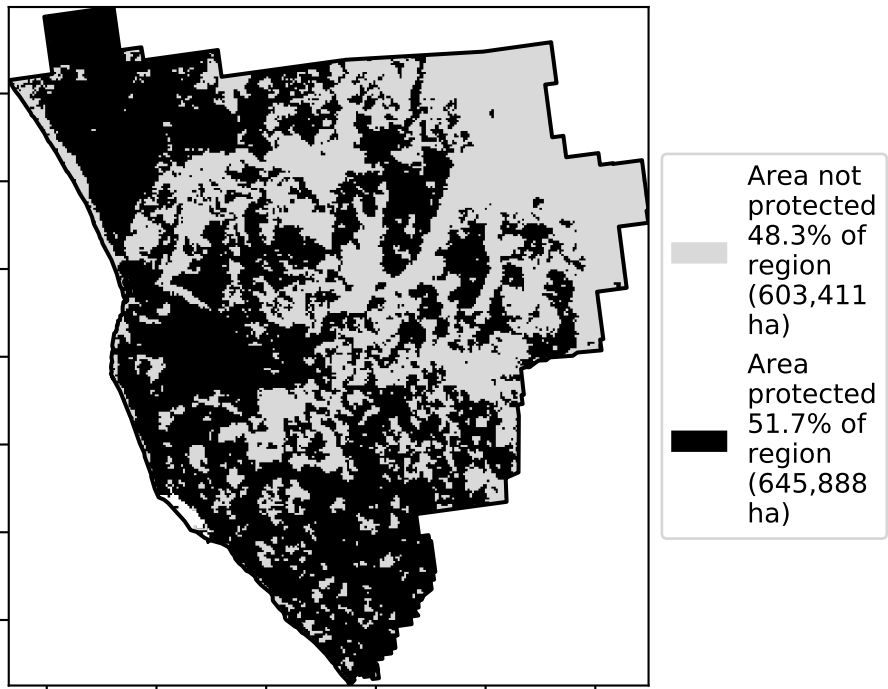 Area not
protected
48.3% of
region
(603,411
ha)
Area
protected
51.7% of
region
(645,888
ha)